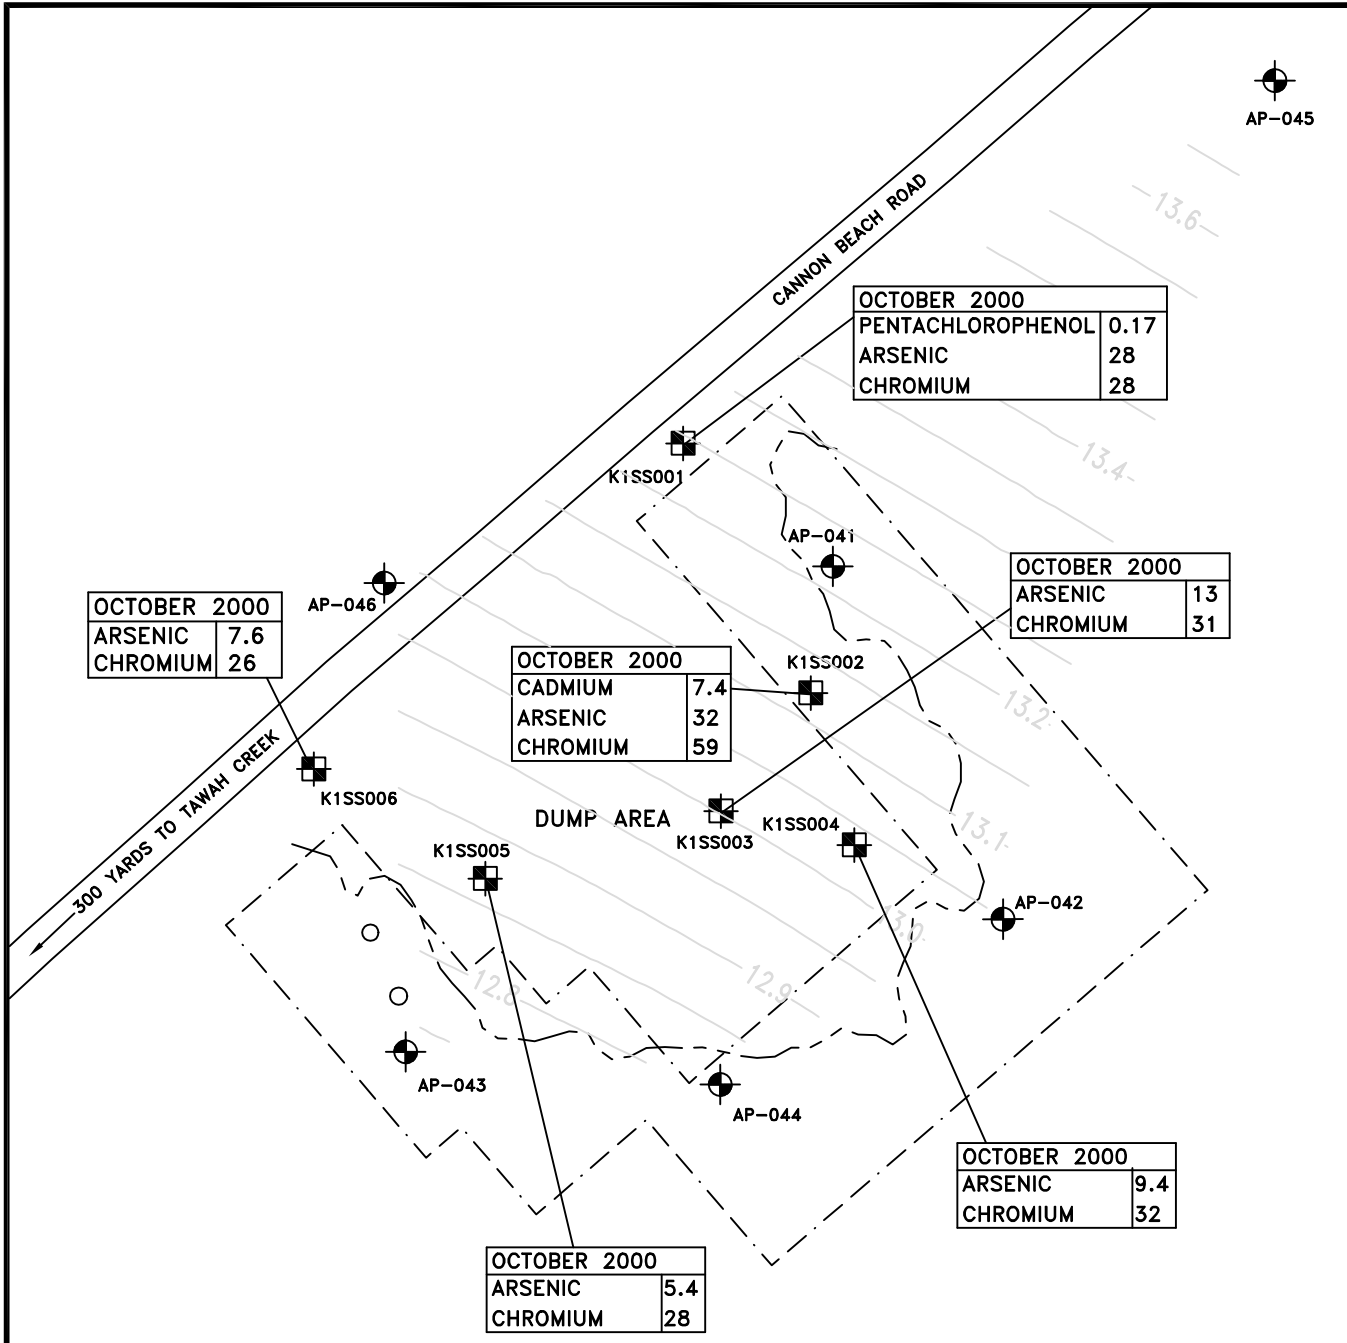 AP-045
13.6
CANNON BEACH ROAD
OCTOBER 2000
PENTACHLOROPHENOL 0.17
ARSENIC 28
CHROMIUM 28
13.4
K1SS001
AP-041
OCTOBER 2000
ARSENIC 13
CHROMIUM 31
AP-046
OCTOBER 2000
ARSENIC 7.6
CHROMIUM 26
OCTOBER 2000
CADMIUM 7.4
ARSENIC 32
CHROMIUM 59
K1SS002
13.2
300 YARDS TO TAWAH CREEK
K1SS006
DUMP AREA
K1SS003
K1SS004
13.1
K1SS005
AP-042
13.0
12.9
12.8
AP-043
AP-044
OCTOBER 2000
ARSENIC 9.4
CHROMIUM 32
OCTOBER 2000
ARSENIC 5.4
CHROMIUM 28